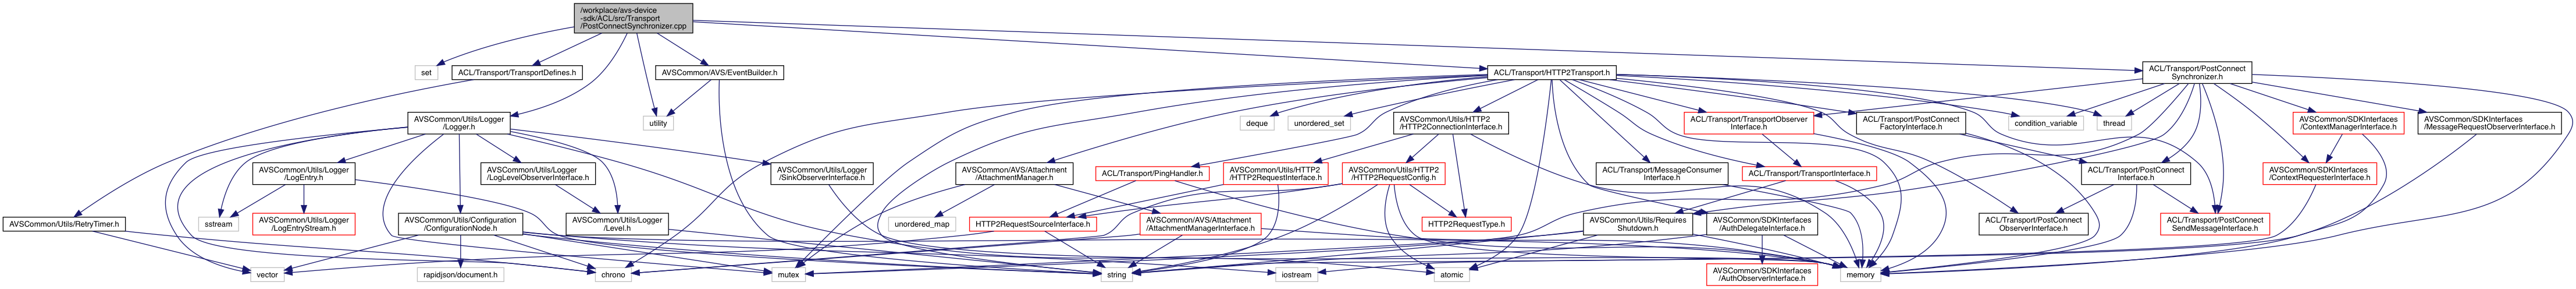 /workplace/avs-device
-sdk/ACL/src/Transport
/PostConnectSynchronizer.cpp
set
ACL/Transport/TransportDefines.h
AVSCommon/AVS/EventBuilder.h
ACL/Transport/HTTP2Transport.h
ACL/Transport/PostConnect
Synchronizer.h
AVSCommon/Utils/Logger
/Logger.h
utility
deque
unordered_set
AVSCommon/Utils/HTTP2
/HTTP2ConnectionInterface.h
ACL/Transport/TransportObserver
Interface.h
ACL/Transport/PostConnect
FactoryInterface.h
condition_variable
thread
AVSCommon/SDKInterfaces
/ContextManagerInterface.h
AVSCommon/SDKInterfaces
/MessageRequestObserverInterface.h
AVSCommon/Utils/Logger
/LogEntry.h
AVSCommon/Utils/Logger
/LogLevelObserverInterface.h
AVSCommon/Utils/Logger
/SinkObserverInterface.h
AVSCommon/AVS/Attachment
/AttachmentManager.h
ACL/Transport/PingHandler.h
AVSCommon/Utils/HTTP2
/HTTP2RequestInterface.h
AVSCommon/Utils/HTTP2
/HTTP2RequestConfig.h
ACL/Transport/MessageConsumer
Interface.h
ACL/Transport/TransportInterface.h
ACL/Transport/PostConnect
Interface.h
AVSCommon/SDKInterfaces
/ContextRequesterInterface.h
AVSCommon/Utils/RetryTimer.h
sstream
AVSCommon/Utils/Logger
/LogEntryStream.h
AVSCommon/Utils/Configuration
/ConfigurationNode.h
AVSCommon/Utils/Logger
/Level.h
unordered_map
HTTP2RequestSourceInterface.h
AVSCommon/AVS/Attachment
/AttachmentManagerInterface.h
HTTP2RequestType.h
AVSCommon/Utils/Requires
Shutdown.h
AVSCommon/SDKInterfaces
/AuthDelegateInterface.h
ACL/Transport/PostConnect
ObserverInterface.h
ACL/Transport/PostConnect
SendMessageInterface.h
vector
rapidjson/document.h
chrono
mutex
string
iostream
atomic
AVSCommon/SDKInterfaces
/AuthObserverInterface.h
memory